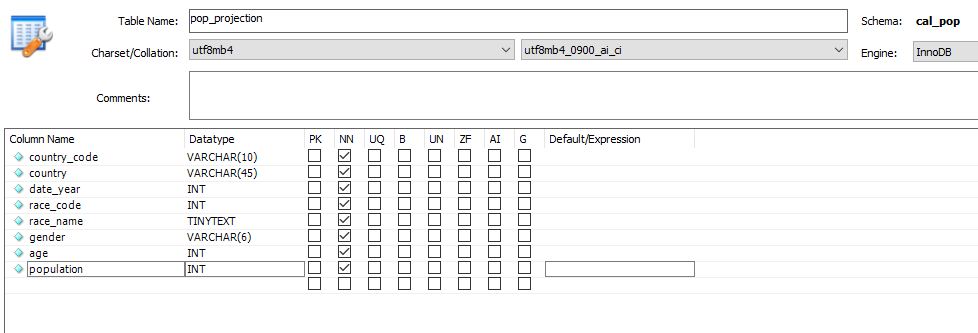 Table Name: pop_projection Schema: cal_pop
Charset/Collation: utf8mb4 utf8mb4_0900_ai_ci Engine: InnoDB
Comments:
Column Name Datatype PK NN UQ B UN ZF AI G Default/Expression
country_code VARCHAR(10)
country VARCHAR(45)
date_year INT
race_code INT
race_name TINYTEXT
gender VARCHAR(6)
age INT
population INT